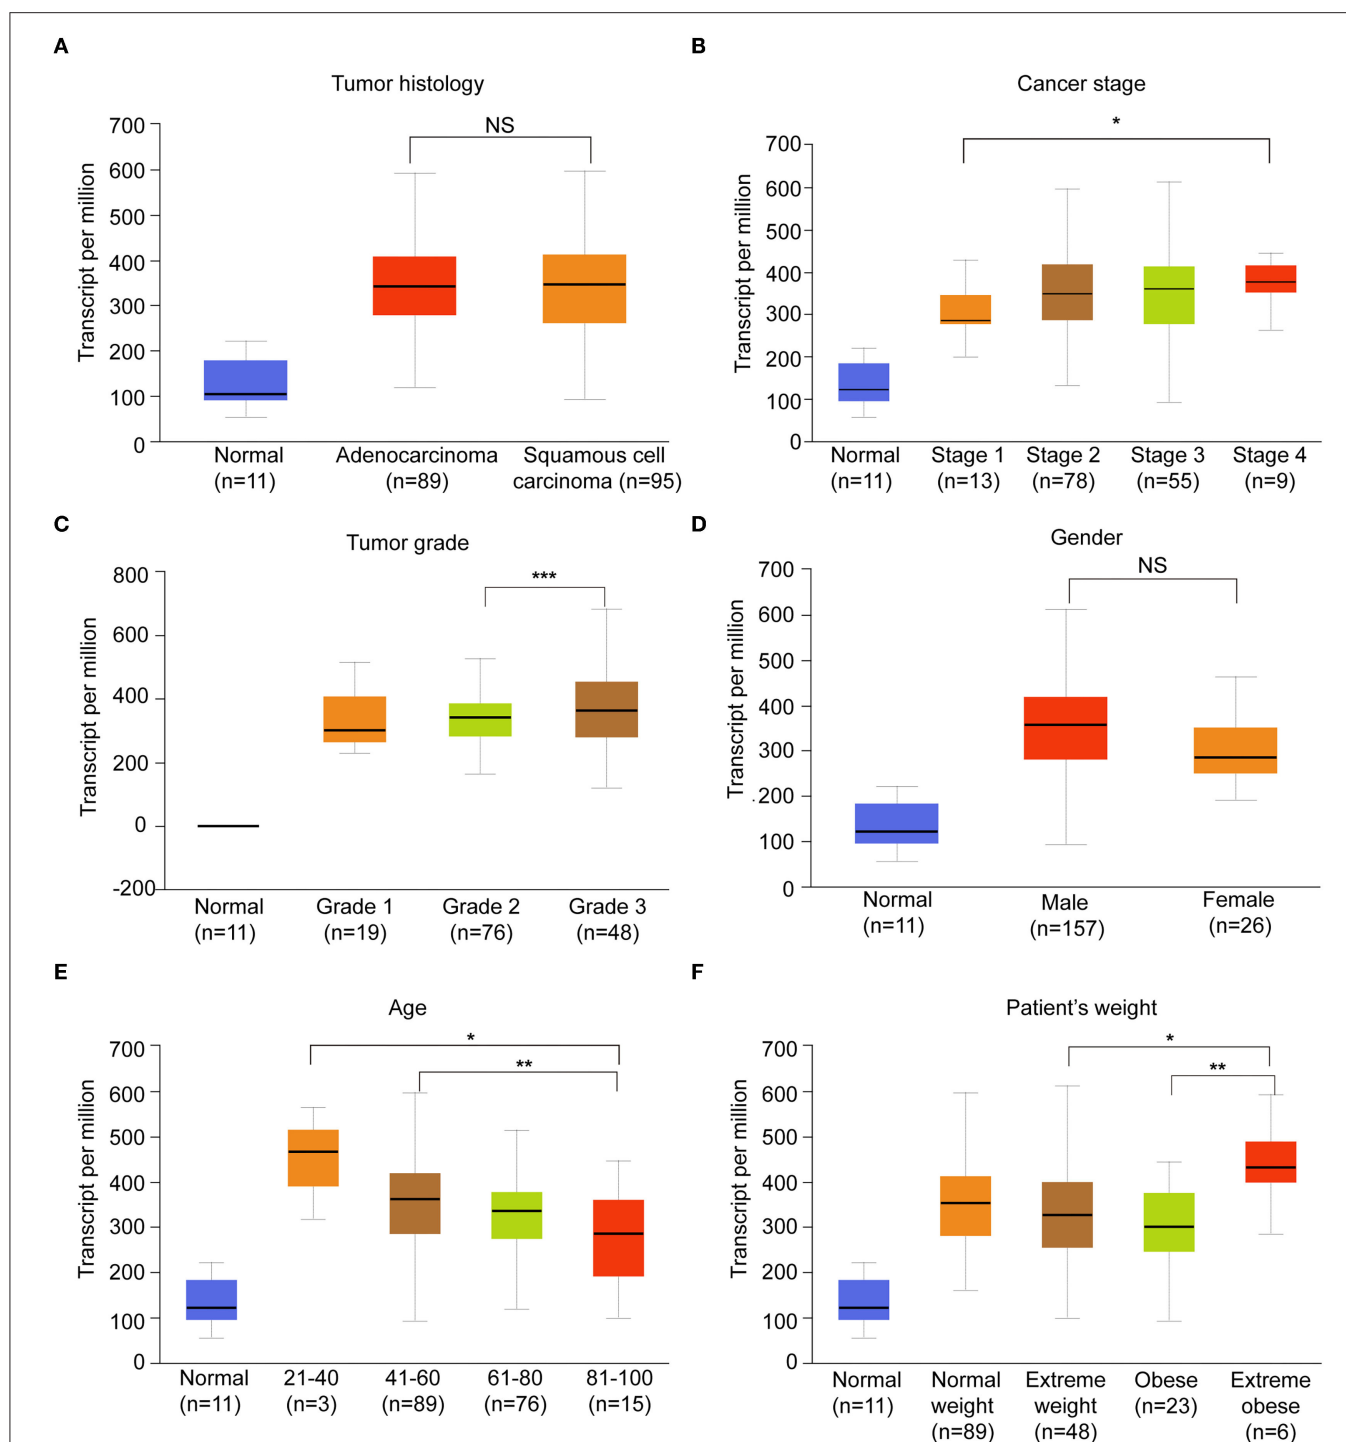 A
Tumor histology
Transcript per million
700
600
500
400
300
200
100
0
NS
Normal
(n=11)
Adenocarcinoma
(n=89)
Squamous cell
carcinoma (n=95)
B
Cancer stage
Transcript per million
700
600
500
400
300
200
100
0
*
Normal
(n=11)
Stage 1
(n=13)
Stage 2
(n=78)
Stage 3
(n=55)
Stage 4
(n=9)
C
Tumor grade
Transcript per million
800
600
400
200
0
-200
***
Normal
(n=11)
Grade 1
(n=19)
Grade 2
(n=76)
Grade 3
(n=48)
D
Gender
Transcript per million
700
600
500
400
300
200
100
0
NS
Normal
(n=11)
Male
(n=157)
Female
(n=26)
E
Age
Transcript per million
700
600
500
400
300
200
100
0
*
**
Normal
(n=11)
21-40
(n=3)
41-60
(n=89)
61-80
(n=76)
81-100
(n=15)
F
Patient's weight
Transcript per million
700
600
500
400
300
200
100
0
*
**
Normal
(n=11)
Normal
weight
(n=89)
Extreme
weight
(n=48)
Obese
(n=23)
Extreme
obese
(n=6)